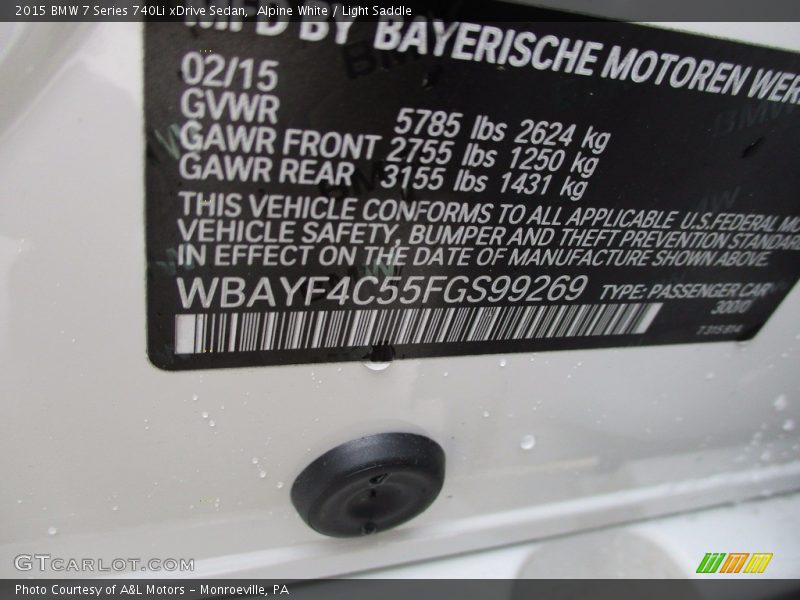 2015 BMW 7 Series 740Li xDrive Sedan, Alpine White / Light Saddle
MFD BY BAYERISCHE MOTOREN WER
02/15
GVWR 5785 lbs 2624 kg
GAWR FRONT 2755 lbs 1250 kg
GAWR REAR 3155 lbs 1431 kg
THIS VEHICLE CONFORMS TO ALL APPLICABLE U.S.FEDERAL MO
VEHICLE SAFETY, BUMPER AND THEFT PREVENTION STANDARD
IN EFFECT ON THE DATE OF MANUFACTURE SHOWN ABOVE.
WBAYF4C55FGS99269 TYPE: PASSENGER CAR
300/0
GTCARLOT.COM
Photo Courtesy of A&L Motors - Monroeville, PA